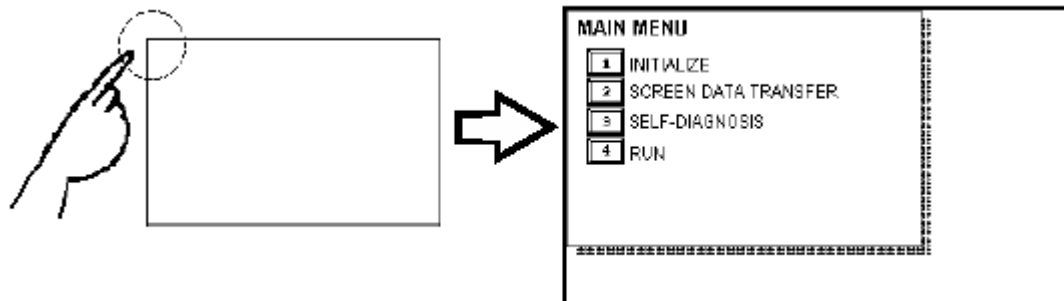 MAIN MENU
1 INITIALIZE
2 SCREEN DATA TRANSFER
3 SELF-DIAGNOSIS
4 RUN